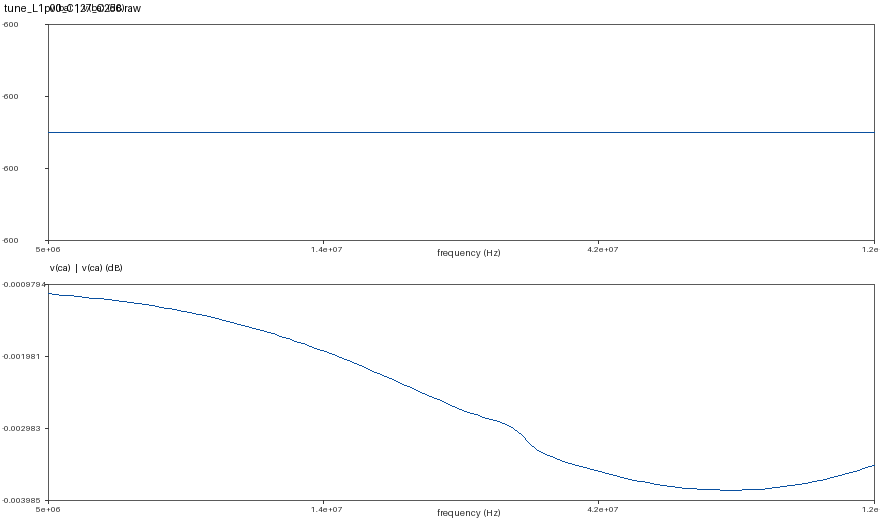 -600
-600
-600
-600
5e+06 1.4e+07 4.2e+07 1.2e
frequency (Hz)
v(ca) | v(ca) (dB)
-0.0009794
-0.001981
-0.002983
-0.003985
5e+06 1.4e+07 4.2e+07 1.2e
frequency (Hz)